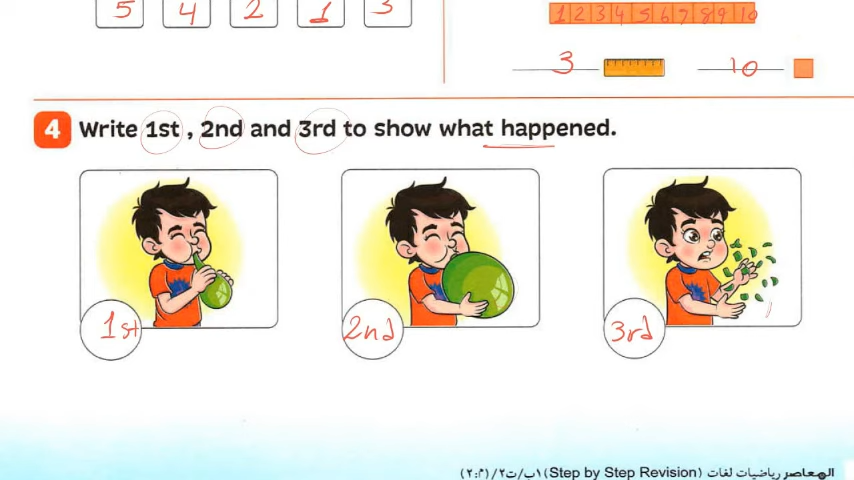 5 4 2 1 3
1 2 3 4 5 6 7 8 9 10
3 10
4 Write 1st , 2nd and 3rd to show what happened.
1st 2nd 3rd
المعاصر رياضيات لغات (Step by Step Revision) ١ب/ت٢/(م:٢)